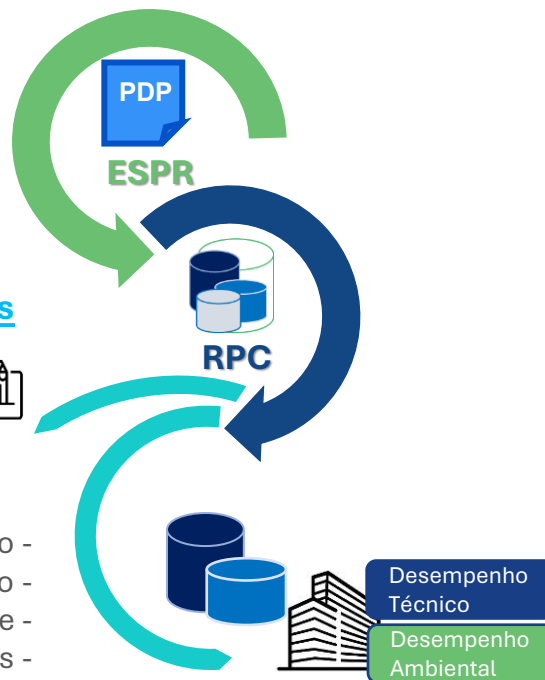 PDP
ESPR
s
RPC
o -
o -
e -
s -
Desempenho
Técnico
Desempenho
Ambiental